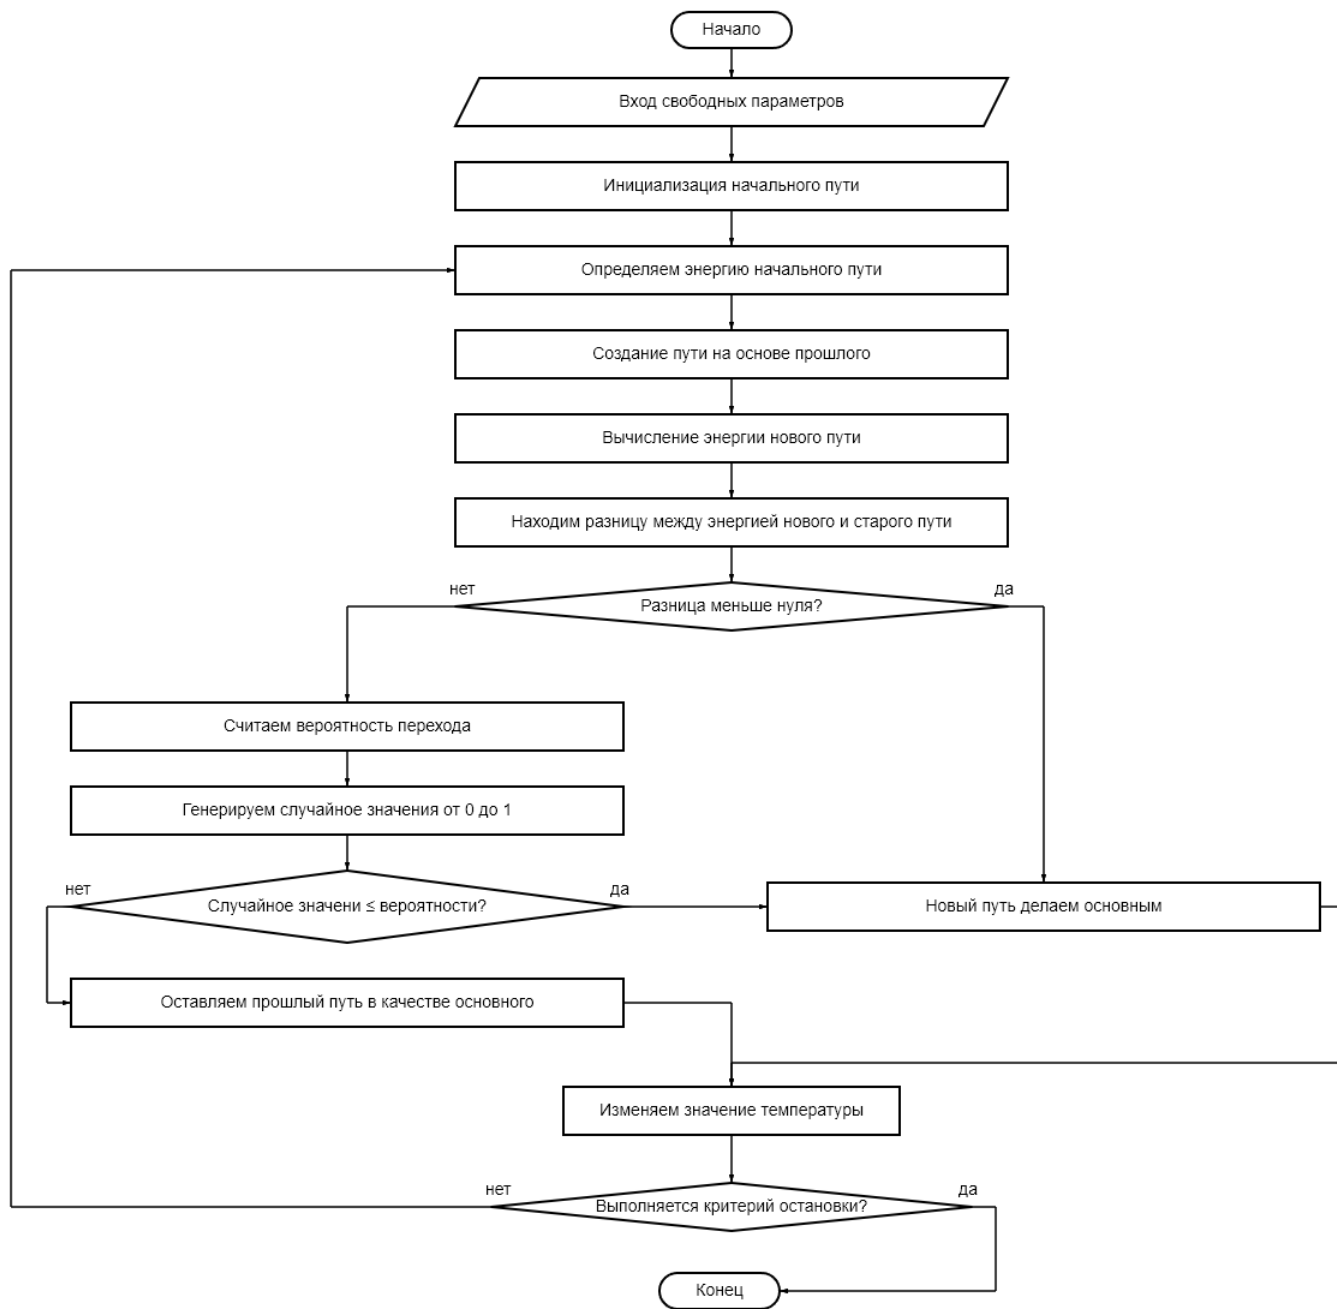 Начало
Вход свободных параметров
Инициализация начального пути
Определяем энергию начального пути
Создание пути на основе прошлого
Вычисление энергии нового пути
Находим разницу между энергией нового и старого пути
нет
да
Разница меньше нуля?
Считаем вероятность перехода
Генерируем случайное значения от 0 до 1
нет
да
Случайное значени ≤ вероятности?
Новый путь делаем основным
Оставляем прошлый путь в качестве основного
Изменяем значение температуры
нет
да
Выполняется критерий остановки?
Конец